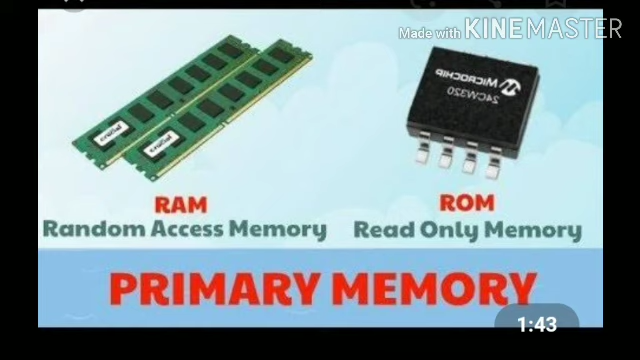 Made with KINEMASTER
crucial
crucial
MICROCHIP
24CW320
RAM
ROM
Random Access Memory
Read Only Memory
PRIMARY MEMORY
1:43